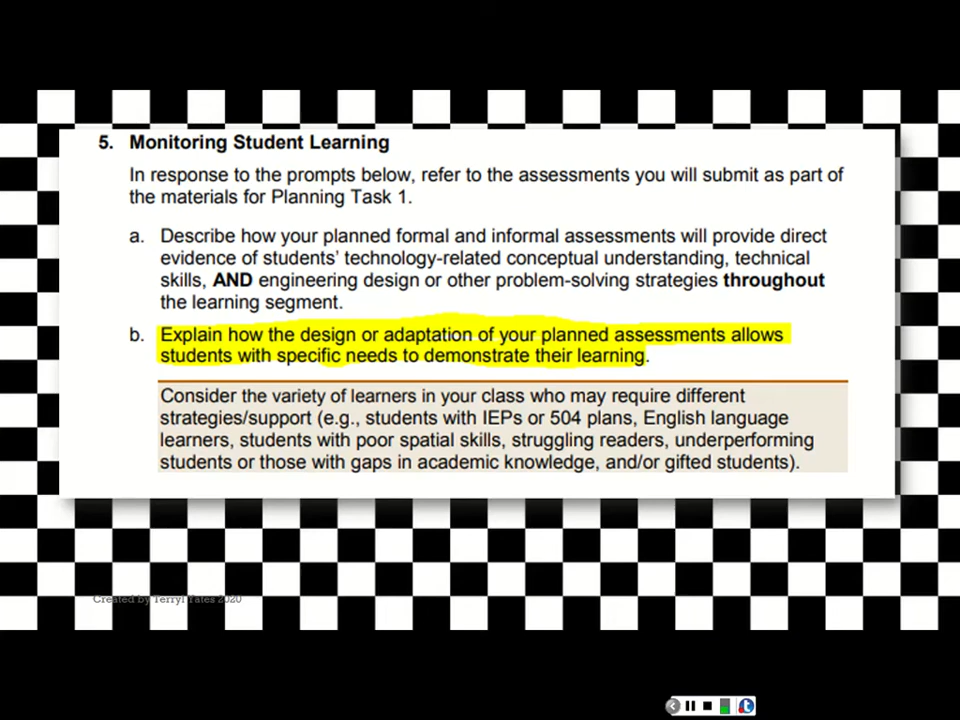 5. Monitoring Student Learning
In response to the prompts below, refer to the assessments you will submit as part of
the materials for Planning Task 1.
a. Describe how your planned formal and informal assessments will provide direct
evidence of students' technology-related conceptual understanding, technical
skills, AND engineering design or other problem-solving strategies throughout
the learning segment.
b. Explain how the design or adaptation of your planned assessments allows
students with specific needs to demonstrate their learning.
Consider the variety of learners in your class who may require different
strategies/support (e.g., students with IEPs or 504 plans, English language
learners, students with poor spatial skills, struggling readers, underperforming
students or those with gaps in academic knowledge, and/or gifted students).
Created by Terryl Yates 2020